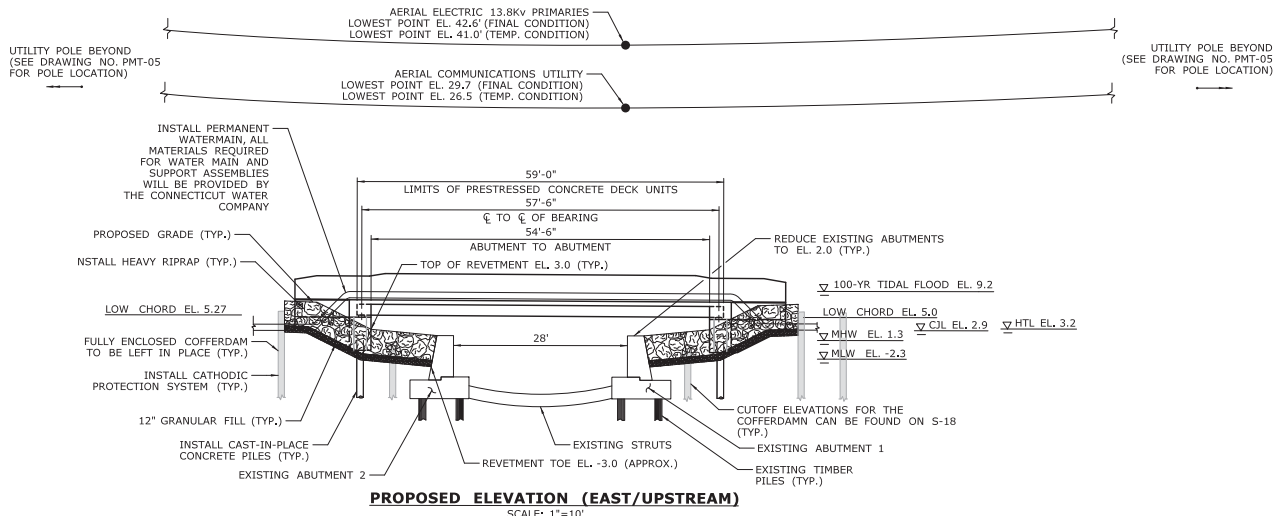 AERIAL ELECTRIC 13.8Kv PRIMARIES
LOWEST POINT EL. 42.6' (FINAL CONDITION)
LOWEST POINT EL. 41.0' (TEMP. CONDITION)
UTILITY POLE BEYOND
(SEE DRAWING NO. PMT-05
FOR POLE LOCATION)
UTILITY POLE BEYOND
(SEE DRAWING NO. PMT-05
FOR POLE LOCATION)
AERIAL COMMUNICATIONS UTILITY
LOWEST POINT EL. 29.7 (FINAL CONDITION)
LOWEST POINT EL. 26.5 (TEMP. CONDITION)
INSTALL PERMANENT
WATERMAIN, ALL
MATERIALS REQUIRED
FOR WATER MAIN AND
SUPPORT ASSEMBLIES
WILL BE PROVIDED BY
THE CONNECTICUT WATER
COMPANY
59'-0"
LIMITS OF PRESTRESSED CONCRETE DECK UNITS
57'-6"
℄ TO ℄ OF BEARING
54'-6"
ABUTMENT TO ABUTMENT
PROPOSED GRADE (TYP.)
NSTALL HEAVY RIPRAP (TYP.)
TOP OF REVETMENT EL. 3.0 (TYP.)
REDUCE EXISTING ABUTMENTS
TO EL. 2.0 (TYP.)
100-YR TIDAL FLOOD EL. 9.2
LOW CHORD EL. 5.27
LOW CHORD EL. 5.0
CJL EL. 2.9
HTL EL. 3.2
MHW EL. 1.3
MLW EL. -2.3
28'
FULLY ENCLOSED COFFERDAM
TO BE LEFT IN PLACE (TYP.)
INSTALL CATHODIC
PROTECTION SYSTEM (TYP.)
12" GRANULAR FILL (TYP.)
INSTALL CAST-IN-PLACE
CONCRETE PILES (TYP.)
EXISTING ABUTMENT 2
REVETMENT TOE EL. -3.0 (APPROX.)
EXISTING STRUTS
CUTOFF ELEVATIONS FOR THE
COFFERDAMN CAN BE FOUND ON S-18
(TYP.)
EXISTING ABUTMENT 1
EXISTING TIMBER
PILES (TYP.)
PROPOSED ELEVATION (EAST/UPSTREAM)
SCALE: 1"=10'